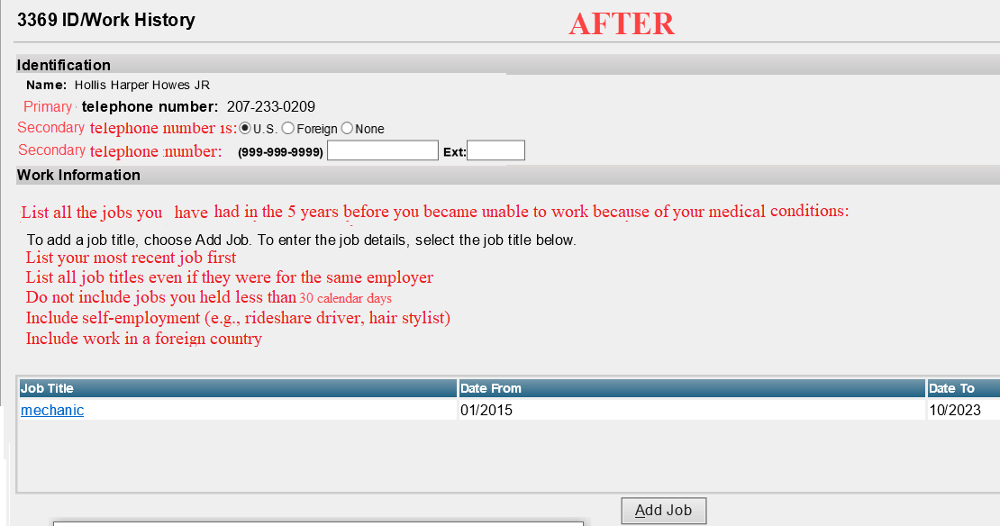 3369 ID/Work History
AFTER
Identification
Name: Hollis Harper Howes JR
Primary telephone number: 207-233-0209
Secondary telephone number is: U.S. Foreign None
Secondary telephone number: (999-999-9999) Ext:
Work Information
List all the jobs you have had in the 5 years before you became unable to work because of your medical conditions:
To add a job title, choose Add Job. To enter the job details, select the job title below.
List your most recent job first
List all job titles even if they were for the same employer
Do not include jobs you held less than 30 calendar days
Include self-employment (e.g., rideshare driver, hair stylist)
Include work in a foreign country
Job Title Date From Date To
mechanic 01/2015 10/2023
Add Job